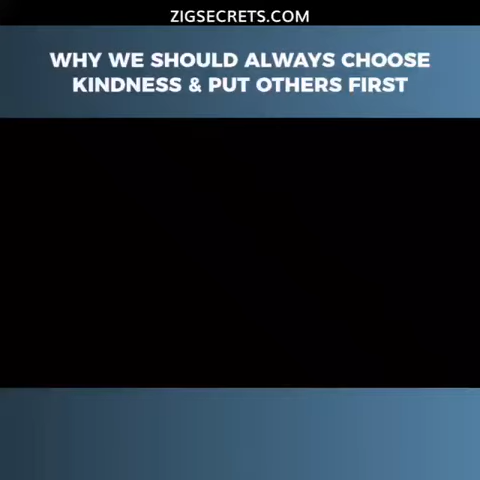 ZIGSECRETS.COM
WHY WE SHOULD ALWAYS CHOOSE
KINDNESS & PUT OTHERS FIRST